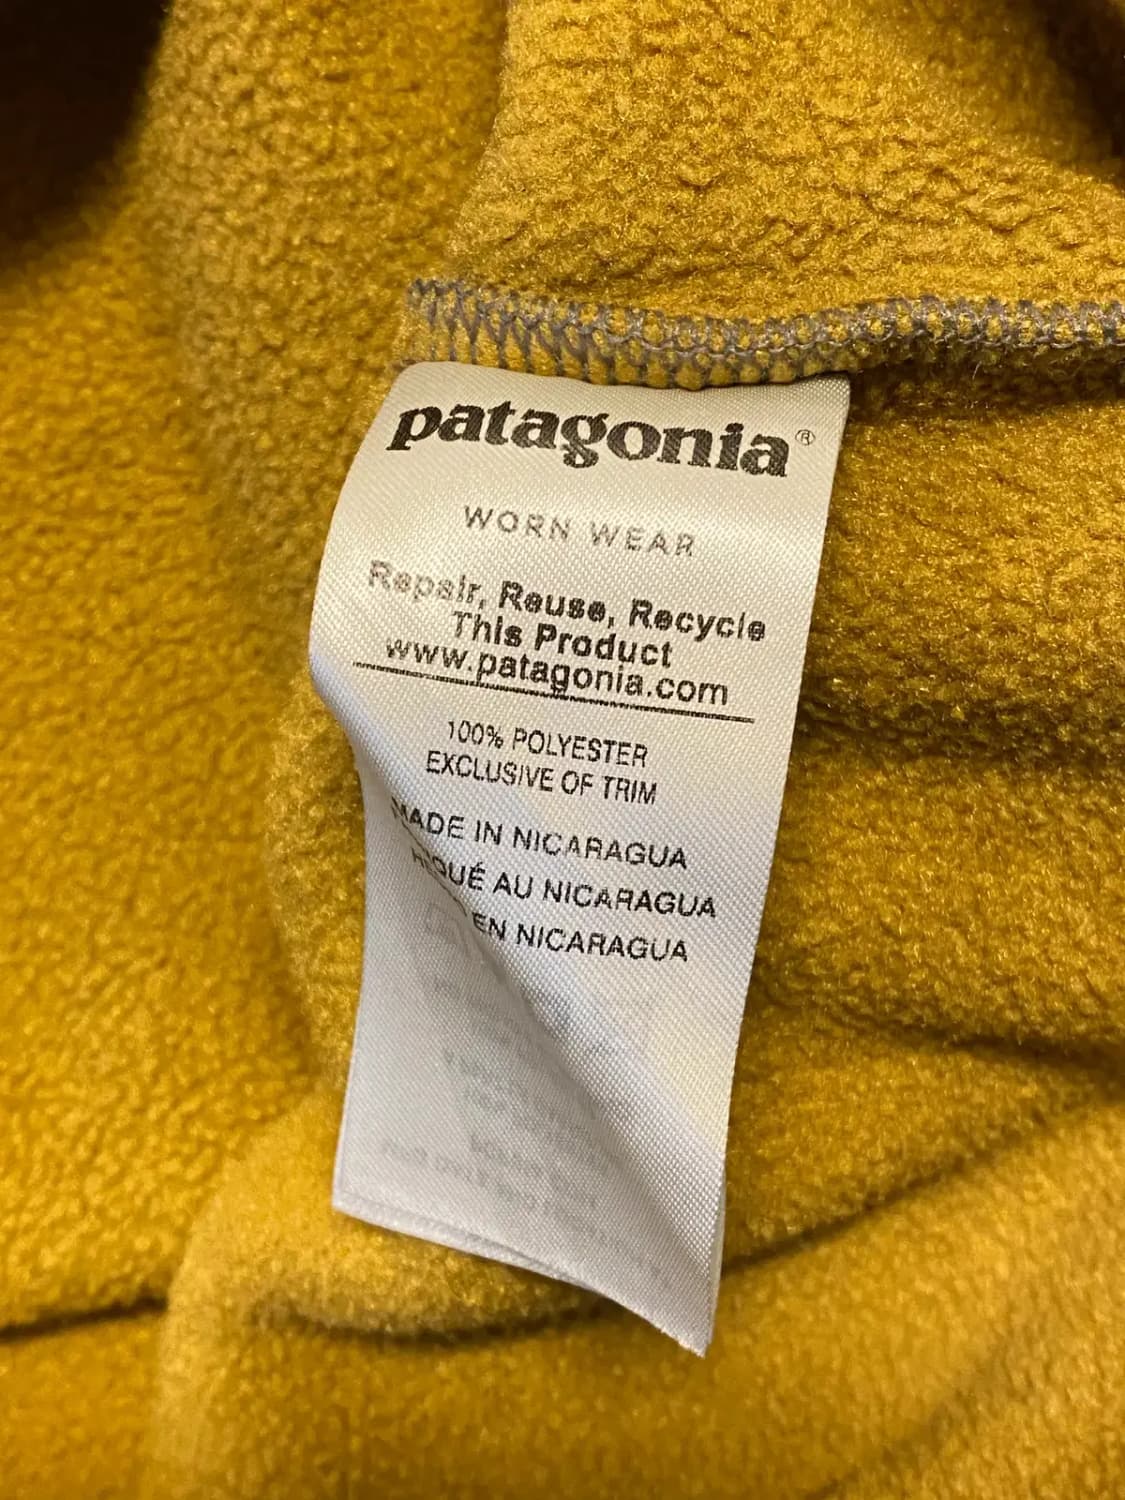 patagonia®
WORN WEAR
Repair, Reuse, Recycle
This Product
www.patagonia.com
100% POLYESTER
EXCLUSIVE OF TRIM
MADE IN NICARAGUA
AU NICARAGUA
EN NICARAGUA